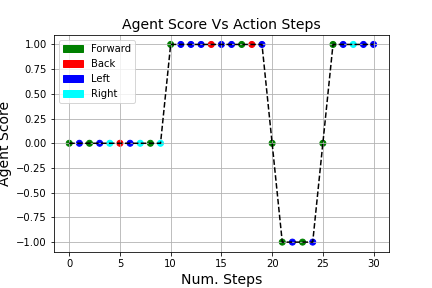 Agent Score Vs Action Steps
1.00
0.75
0.50
0.25
0.00
−0.25
−0.50
−0.75
−1.00
Agent Score
Forward
Back
Left
Right
0 5 10 15 20 25 30
Num. Steps